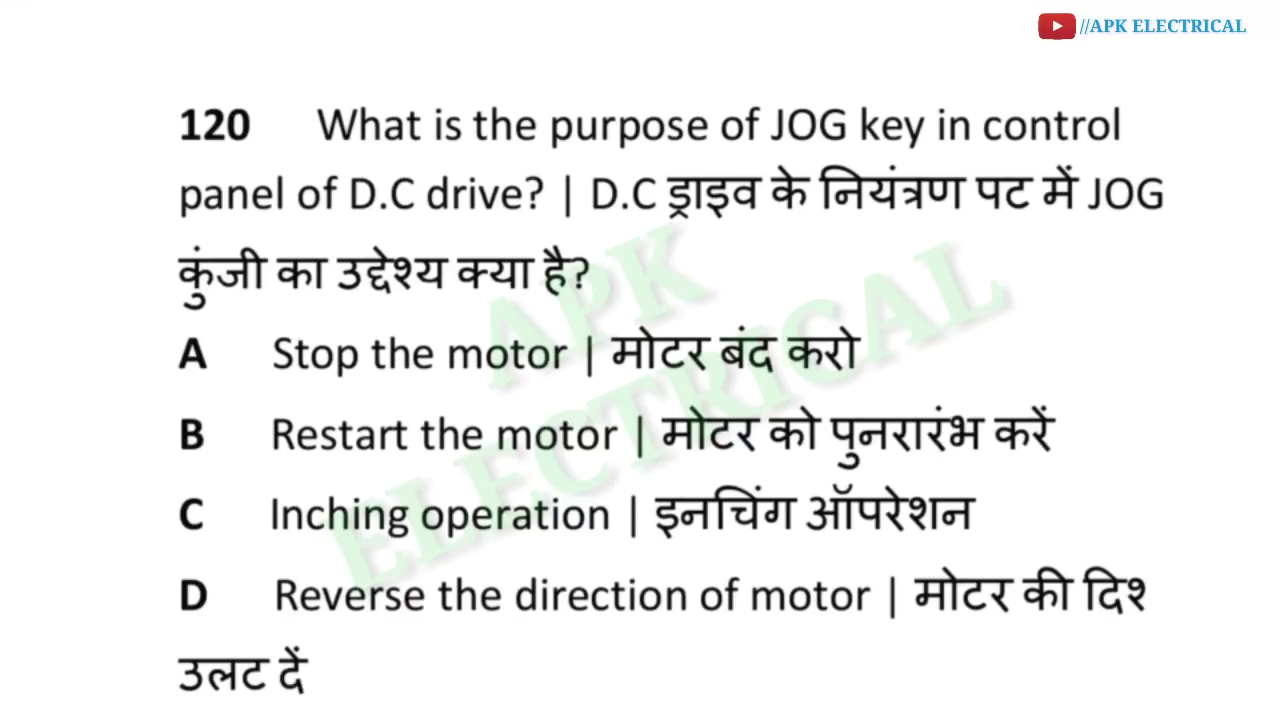 //APK ELECTRICAL
120 What is the purpose of JOG key in control
panel of D.C drive? | D.C ड्राइव के नियंत्रण पट में JOG
कुंजी का उद्देश्य क्या है?
A Stop the motor | मोटर बंद करो
B Restart the motor | मोटर को पुनरारंभ करें
C Inching operation | इनचिंग ऑपरेशन
D Reverse the direction of motor | मोटर की दिश
उलट दें
APK
ELECTRICAL